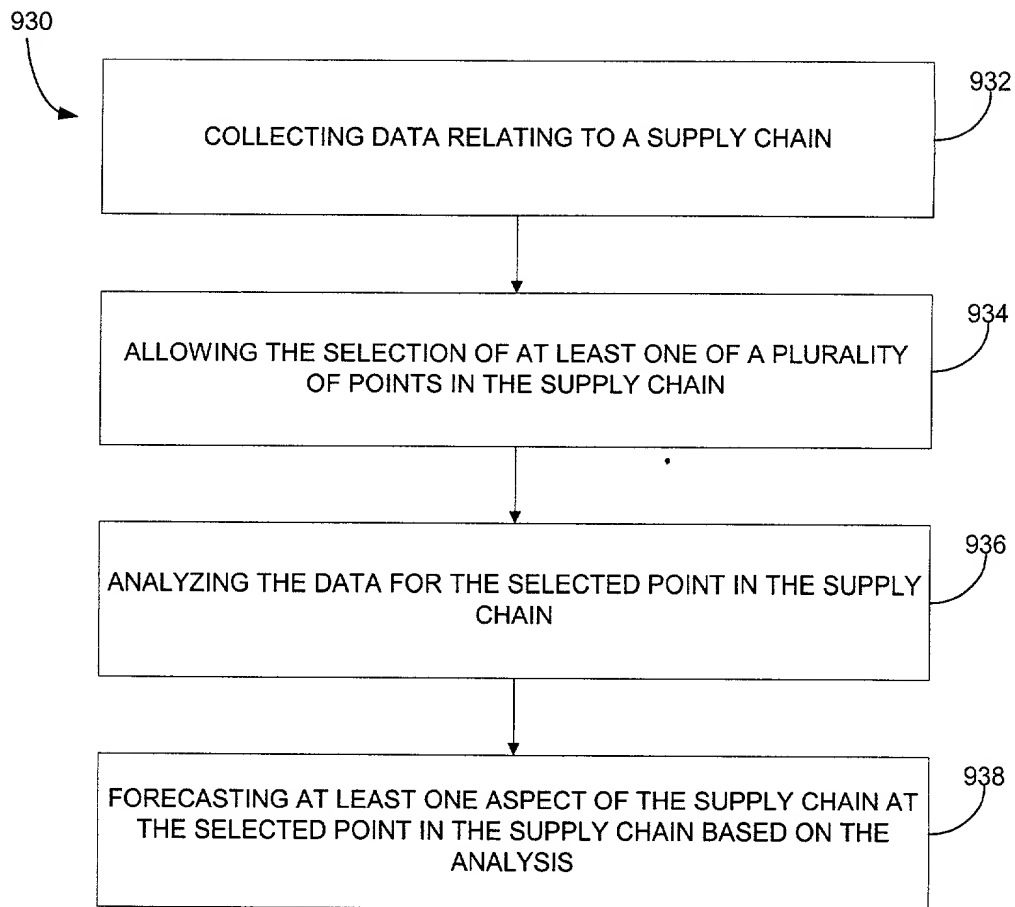 930
932
COLLECTING DATA RELATING TO A SUPPLY CHAIN
934
ALLOWING THE SELECTION OF AT LEAST ONE OF A PLURALITY
OF POINTS IN THE SUPPLY CHAIN
936
ANALYZING THE DATA FOR THE SELECTED POINT IN THE SUPPLY
CHAIN
938
FORECASTING AT LEAST ONE ASPECT OF THE SUPPLY CHAIN AT
THE SELECTED POINT IN THE SUPPLY CHAIN BASED ON THE
ANALYSIS